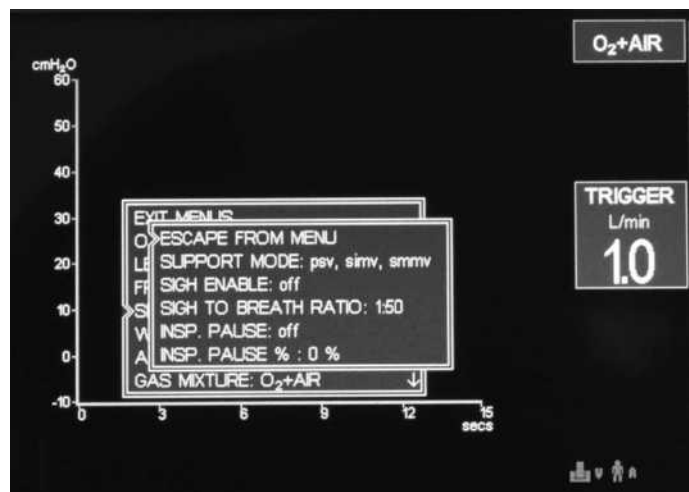 cmH₂O
60
50
40
30
20
10
0
-10
0
3
6
9
12
15
secs
O₂+AIR
TRIGGER
L/min
1.0
EXIT MENUS
ESCAPE FROM MENU
SUPPORT MODE: psv, simv, smmv
SIGH ENABLE: off
SIGH TO BREATH RATIO: 1:50
INSP. PAUSE: off
INSP. PAUSE % : 0 %
GAS MIXTURE: O₂+AIR ↓
V
A